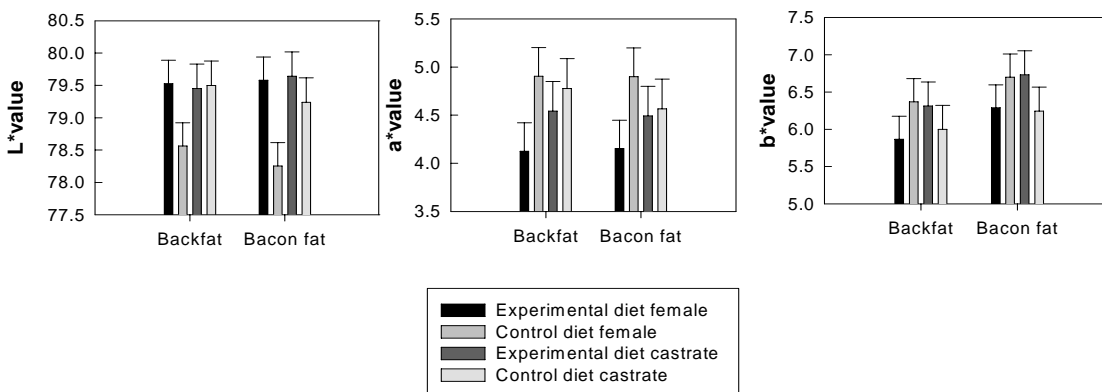 80.5
80.0
79.5
79.0
78.5
78.0
77.5
L*value
Backfat Bacon fat
5.5
5.0
4.5
4.0
3.5
a*value
Backfat Bacon fat
7.5
7.0
6.5
6.0
5.5
5.0
b*value
Backfat Bacon fat
Experimental diet female
Control diet female
Experimental diet castrate
Control diet castrate